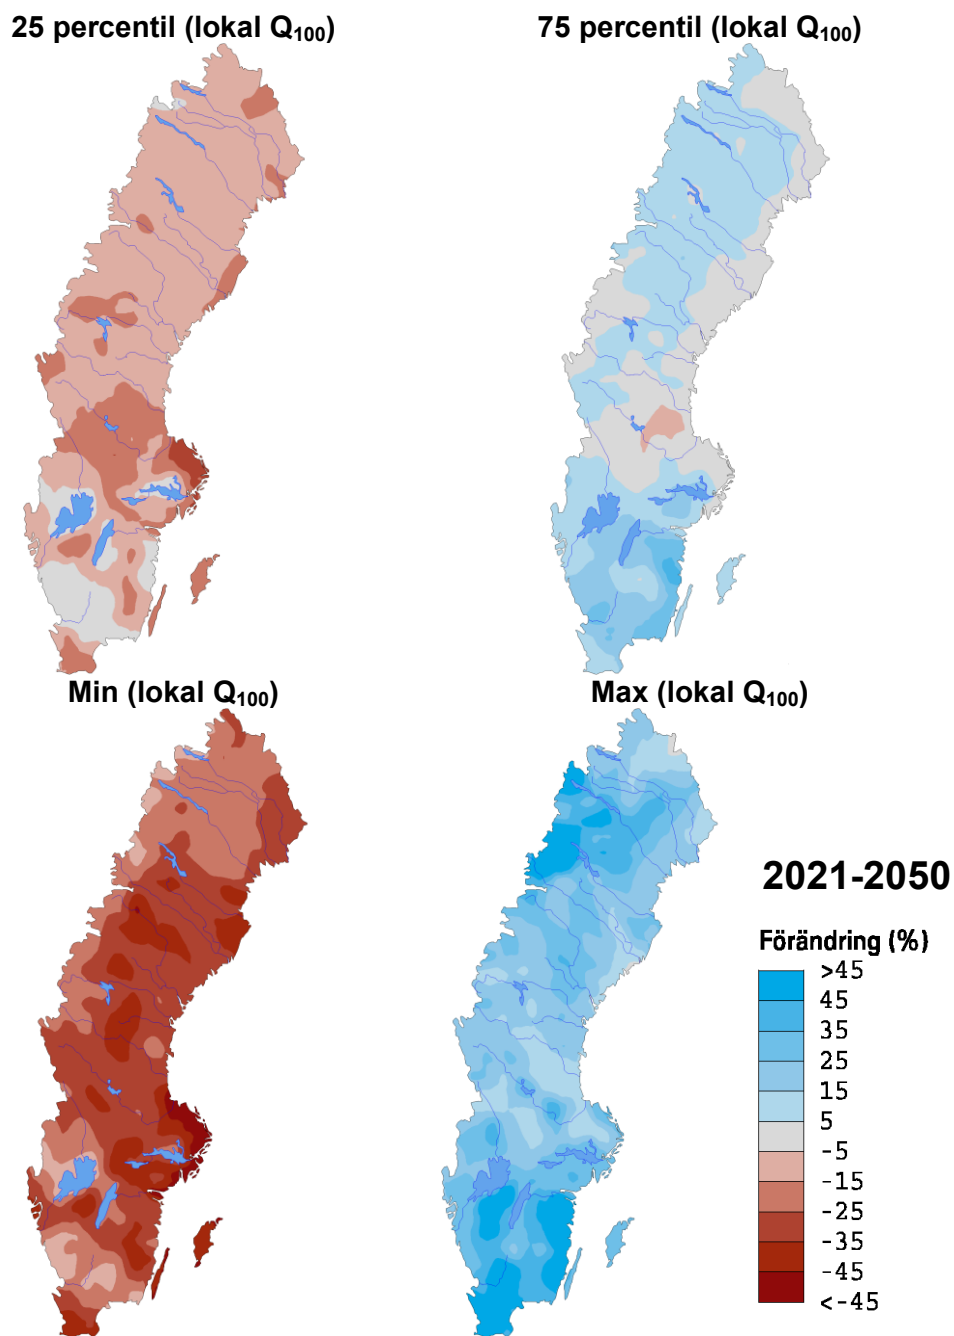 25 percentil (lokal Q₁₀₀)
75 percentil (lokal Q₁₀₀)
Min (lokal Q₁₀₀)
Max (lokal Q₁₀₀)
2021-2050
Förändring (%)
>45
45
35
25
15
5
-5
-15
-25
-35
-45
<-45